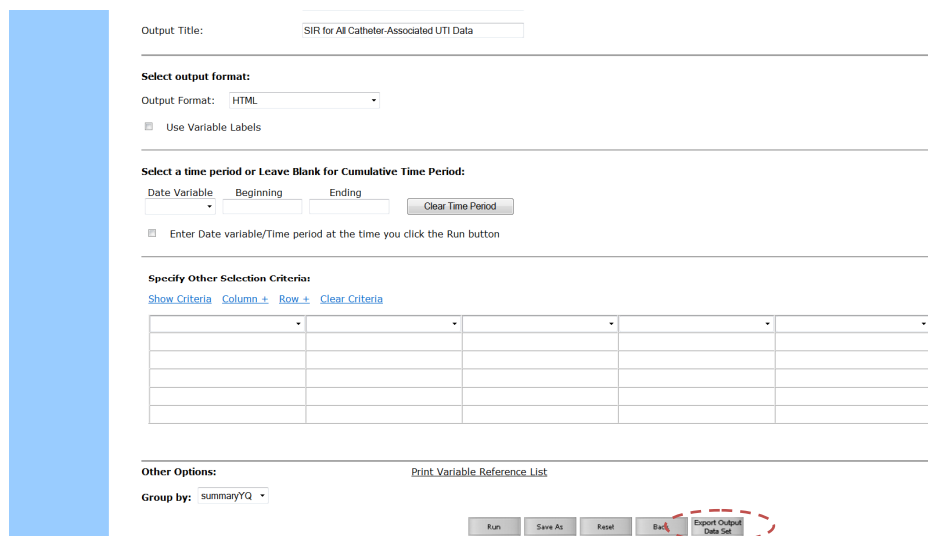 Output Title: SIR for All Catheter-Associated UTI Data
Select output format:
Output Format: HTML
Use Variable Labels
Select a time period or Leave Blank for Cumulative Time Period:
Date Variable Beginning Ending
Clear Time Period
Enter Date variable/Time period at the time you click the Run button
Specify Other Selection Criteria:
Show Criteria Column + Row + Clear Criteria
Other Options: Print Variable Reference List
Group by: summaryYQ
Run Save As Reset Back Export Output
Data Set